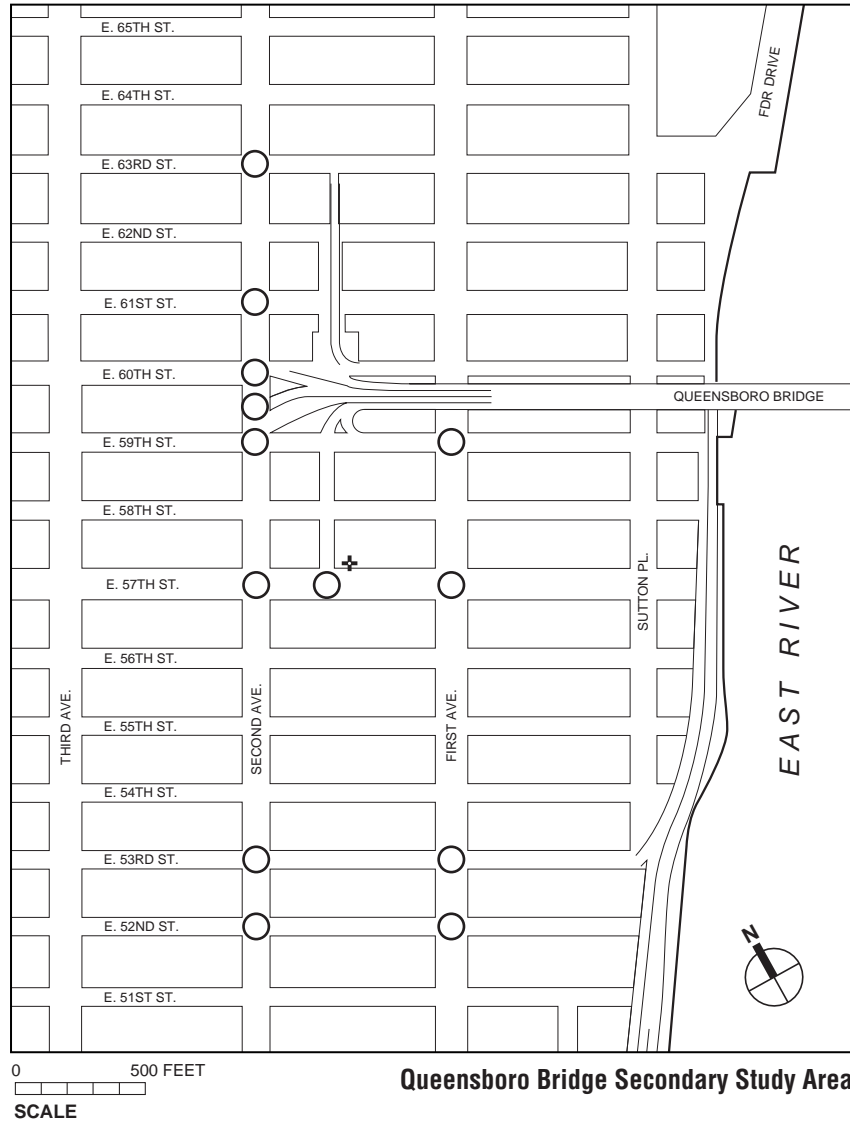 E. 65TH ST.
E. 64TH ST.
FDR DRIVE
E. 63RD ST.
E. 62ND ST.
E. 61ST ST.
E. 60TH ST.
QUEENSBORO BRIDGE
E. 59TH ST.
E. 58TH ST.
E. 57TH ST.
SUTTON PL.
EAST RIVER
E. 56TH ST.
THIRD AVE.
SECOND AVE.
FIRST AVE.
E. 55TH ST.
E. 54TH ST.
E. 53RD ST.
E. 52ND ST.
N
E. 51ST ST.
0 500 FEET
SCALE
Queensboro Bridge Secondary Study Area